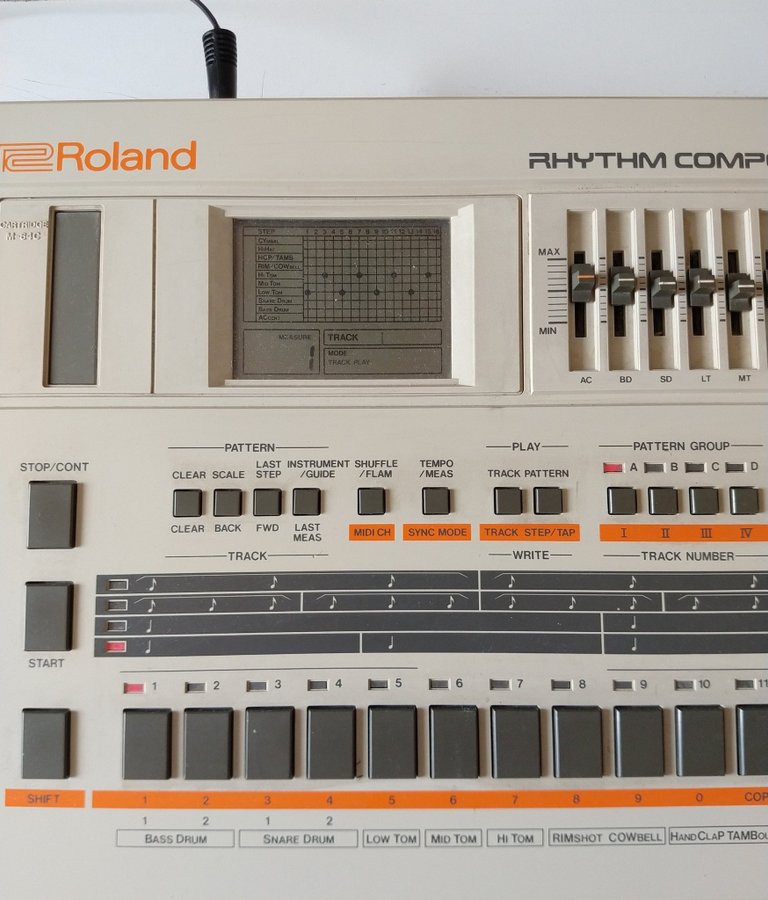 Roland
RHYTHM COMPO
CARTRIDGE
M-64C
STEP 1 2 3 4 5 6 7 8 9 10 11 12 13 14 15 16
CYMBAL
HIHAT
HCP/TAMB
RIM/COWBELL
HI TOM
MID TOM
LOW TOM
SNARE DRUM
BASS DRUM
ACCENT
MEASURE
1
TRACK
MODE
TRACK PLAY
MAX
MIN
AC BD SD LT MT
PATTERN PLAY PATTERN GROUP
STOP/CONT
CLEAR SCALE LAST STEP INSTRUMENT /GUIDE SHUFFLE /FLAM TEMPO /MEAS TRACK PATTERN A B C D
CLEAR BACK FWD LAST MEAS MIDI CH SYNC MODE TRACK STEP/TAP I II III IV
TRACK WRITE TRACK NUMBER
START
1 2 3 4 5 6 7 8 9 10 11
SHIFT 1 2 3 4 5 6 7 8 9 0 COP
1 2 1 2
BASS DRUM SNARE DRUM LOW TOM MID TOM HI TOM RIMSHOT COWBELL HANDCLAP TAMBOU